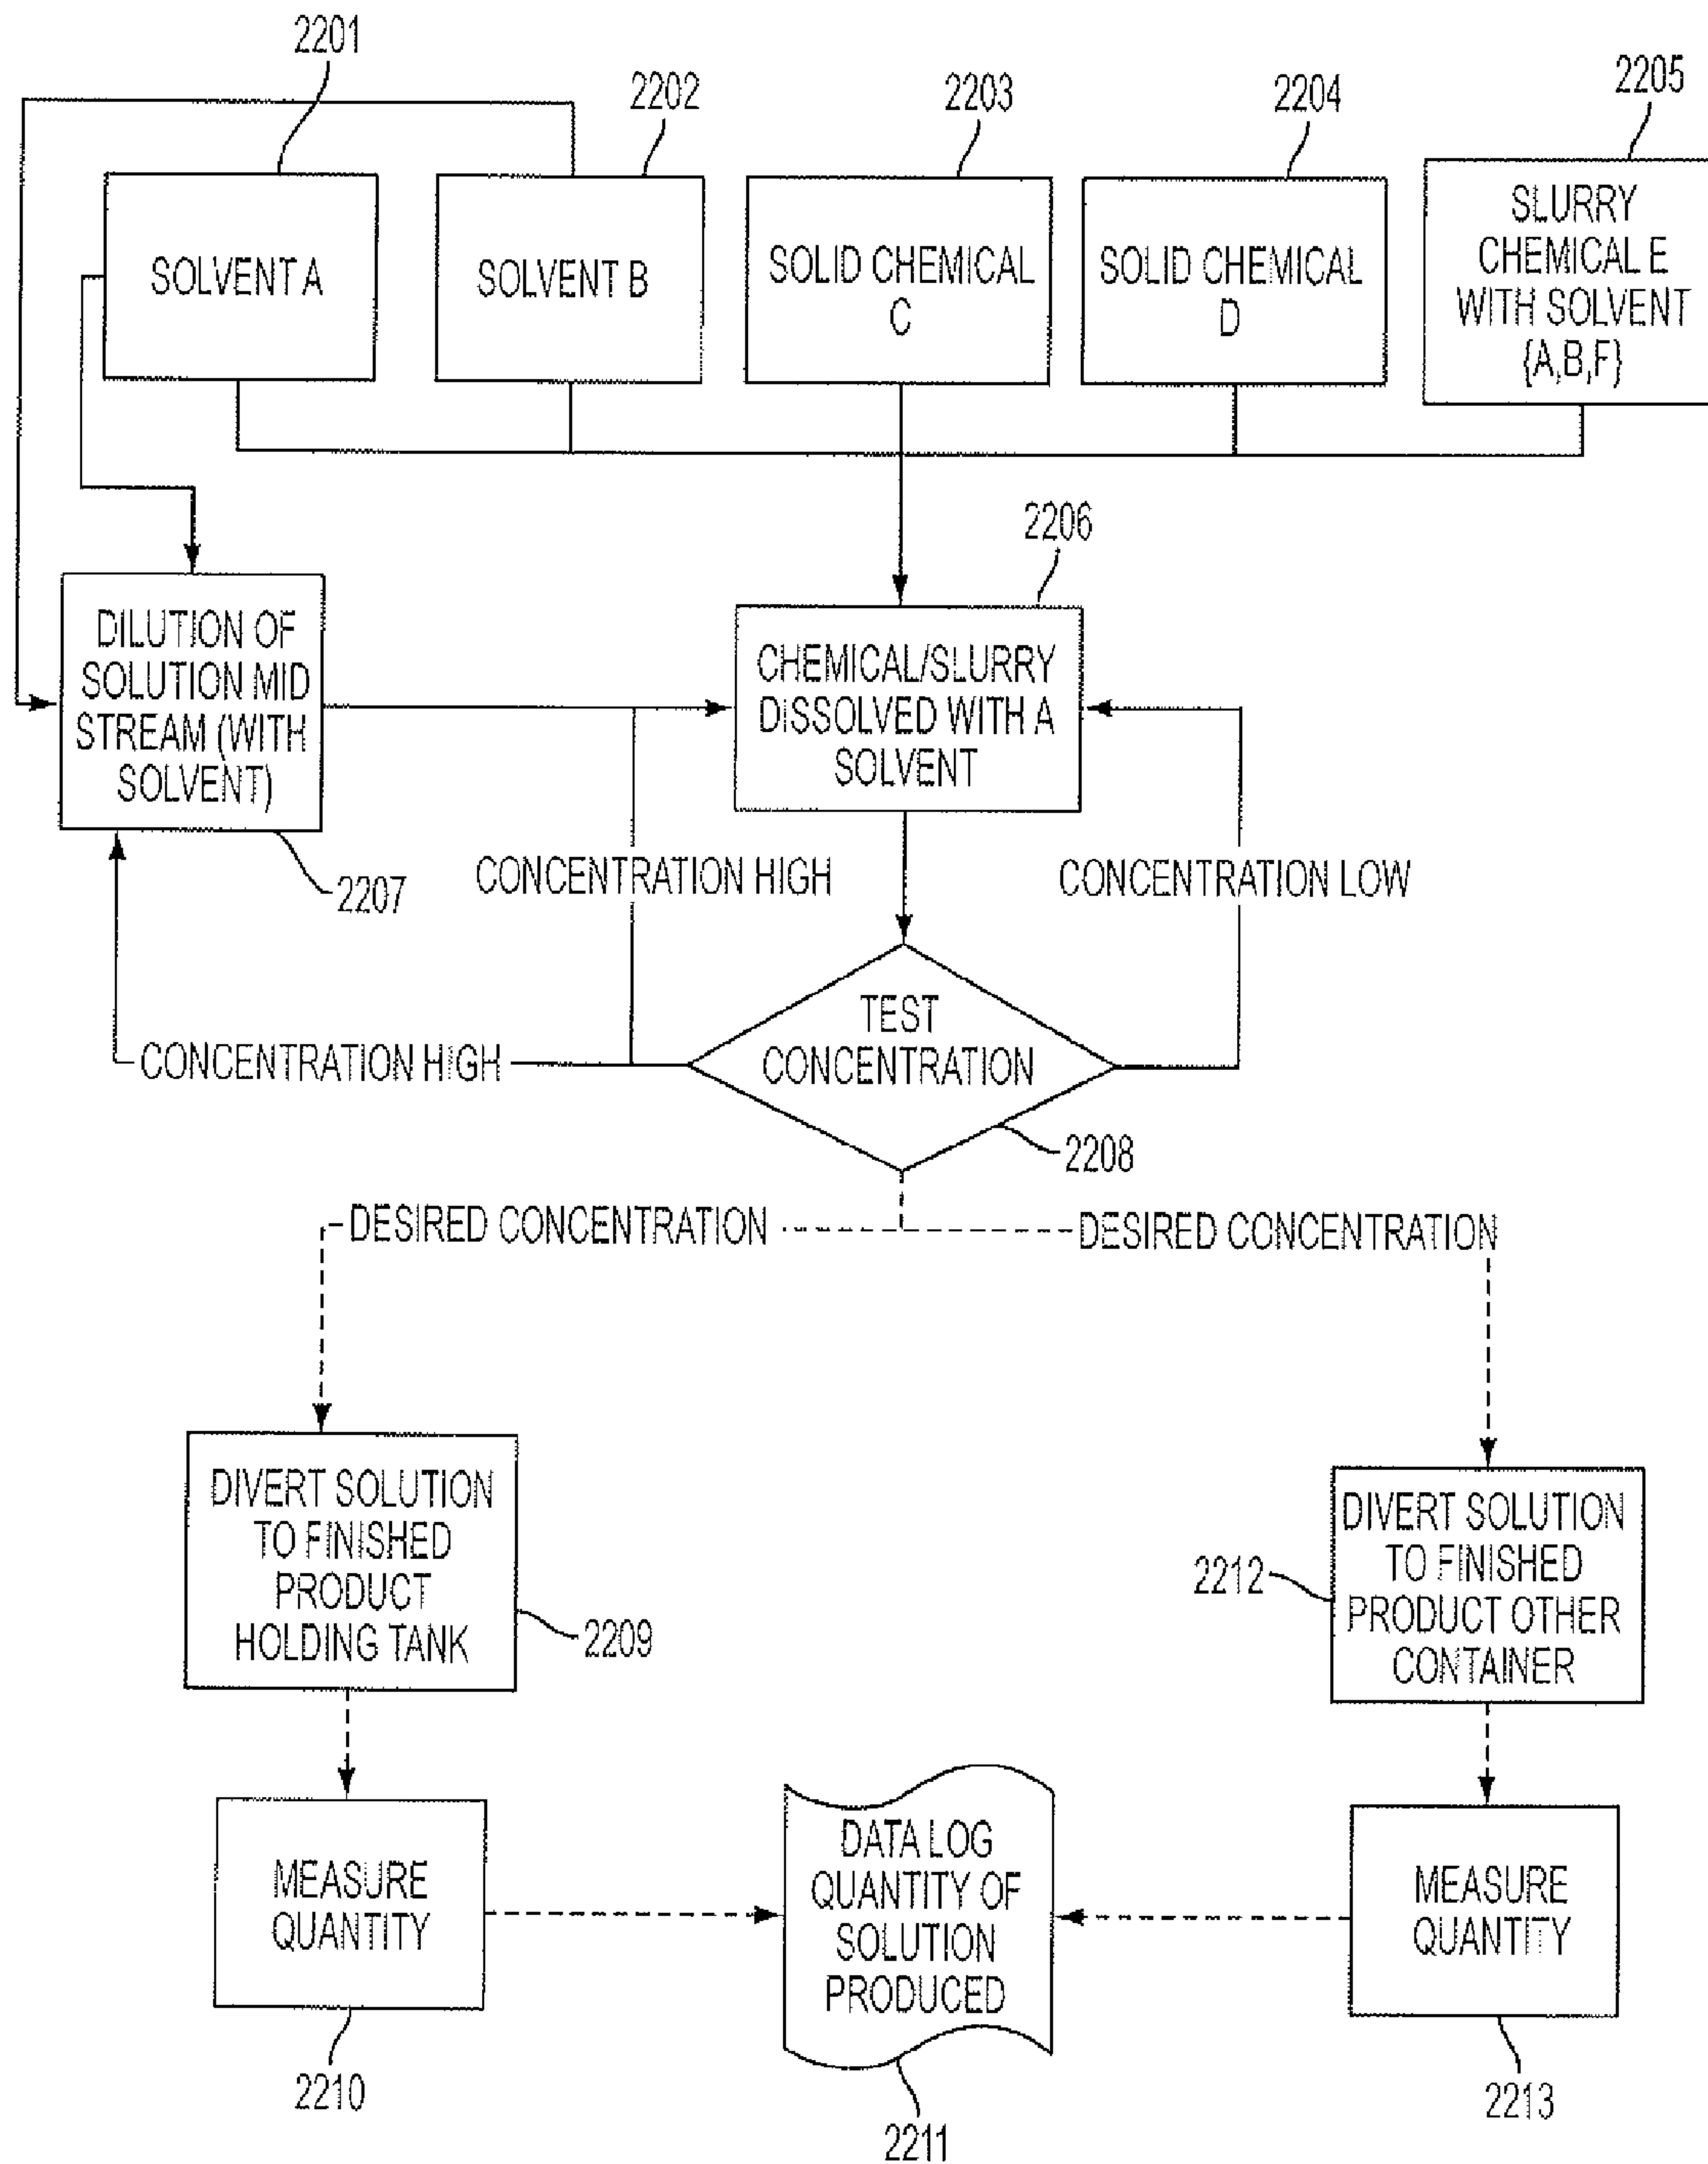 2201
2202
2203
2204
2205
SOLVENT A
SOLVENT B
SOLID CHEMICAL
C
SOLID CHEMICAL
D
SLURRY
CHEMICAL E
WITH SOLVENT
{A,B,F}
2206
DILUTION OF
SOLUTION MID
STREAM (WITH
SOLVENT)
2207
CHEMICAL/SLURRY
DISSOLVED WITH A
SOLVENT
CONCENTRATION HIGH
CONCENTRATION LOW
CONCENTRATION HIGH
TEST
CONCENTRATION
2208
DESIRED CONCENTRATION
DESIRED CONCENTRATION
DIVERT SOLUTION
TO FINISHED
PRODUCT
HOLDING TANK
2209
2212
DIVERT SOLUTION
TO FINISHED
PRODUCT OTHER
CONTAINER
MEASURE
QUANTITY
2210
DATA LOG
QUANTITY OF
SOLUTION
PRODUCED
2211
MEASURE
QUANTITY
2213